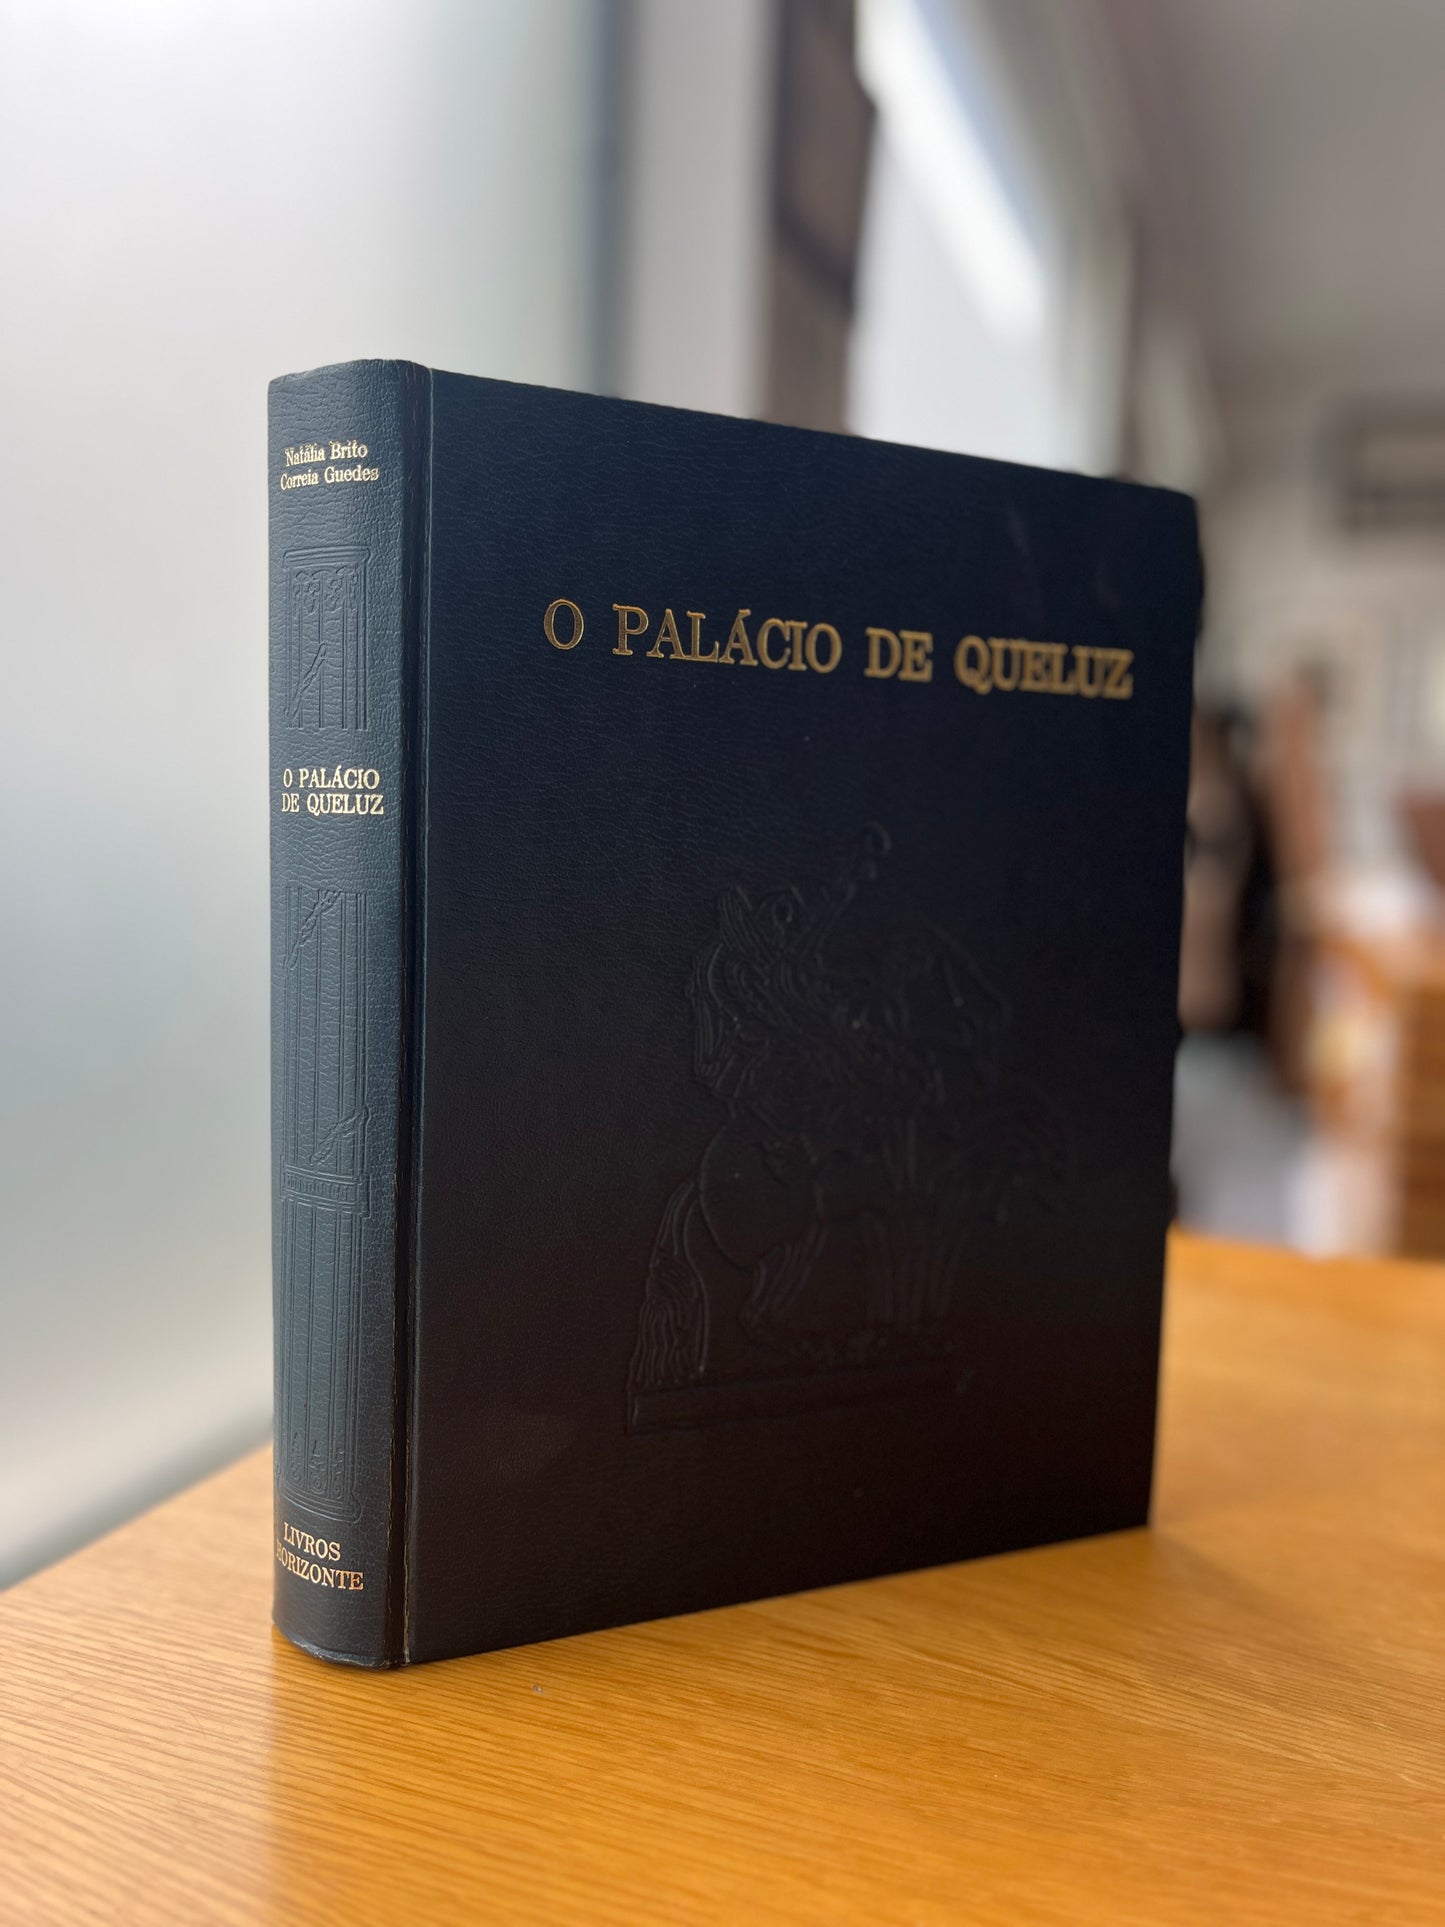 Natália Brito
Correia Guedes
O PALÁCIO
DE QUELUZ
LIVROS
HORIZONTE
O PALÁCIO DE QUELUZ